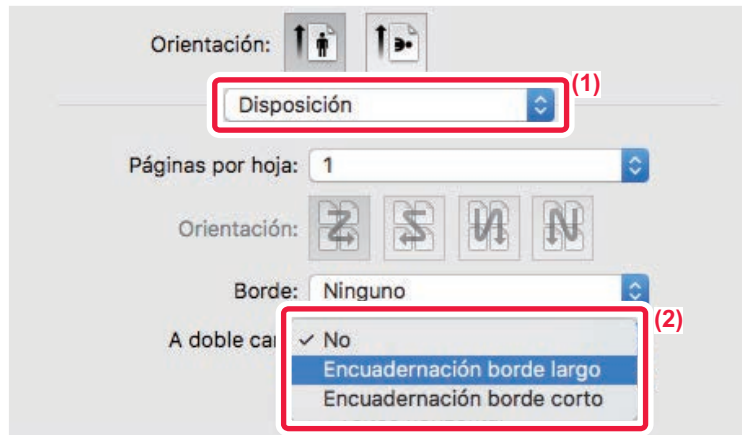 Orientación:
(1)
Disposición
Páginas por hoja: 1
Orientación:
Borde: Ninguno
(2)
A doble car ✓ No
Encuadernación borde largo
Encuadernación borde corto